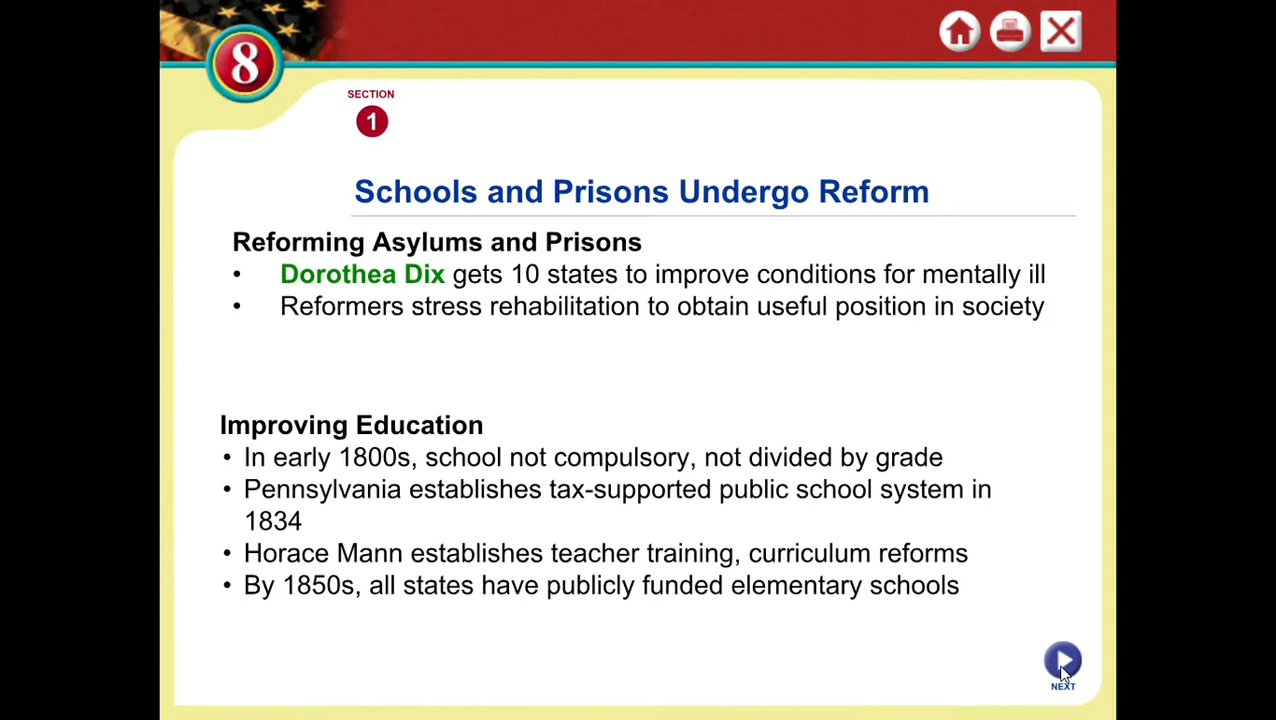 8
SECTION
1
Schools and Prisons Undergo Reform
Reforming Asylums and Prisons
• Dorothea Dix gets 10 states to improve conditions for mentally ill
• Reformers stress rehabilitation to obtain useful position in society
Improving Education
• In early 1800s, school not compulsory, not divided by grade
• Pennsylvania establishes tax-supported public school system in
1834
• Horace Mann establishes teacher training, curriculum reforms
• By 1850s, all states have publicly funded elementary schools
NEXT